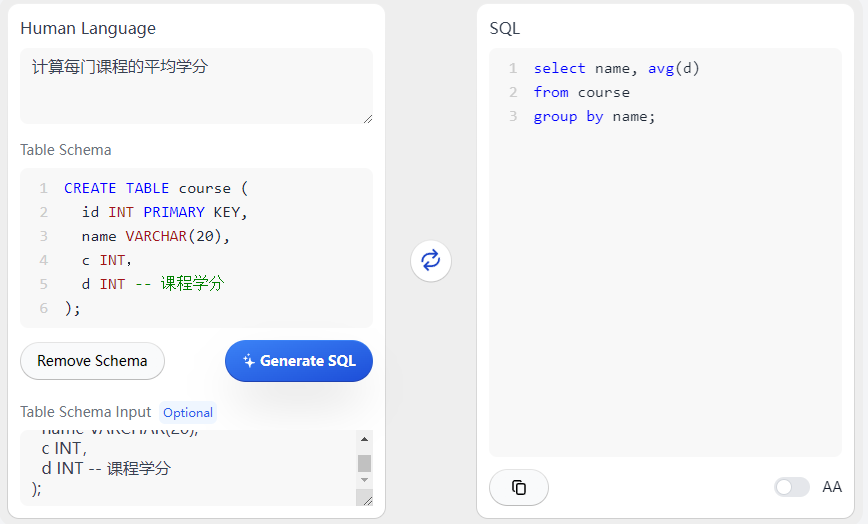 Human Language
计算每门课程的平均学分
Table Schema
1 CREATE TABLE course (
2 id INT PRIMARY KEY,
3 name VARCHAR(20),
4 c INT,
5 d INT -- 课程学分
6 );
Remove Schema
Generate SQL
Table Schema Input Optional
name VARCHAR(20),
c INT,
d INT -- 课程学分
);
SQL
1 select name, avg(d)
2 from course
3 group by name;
AA